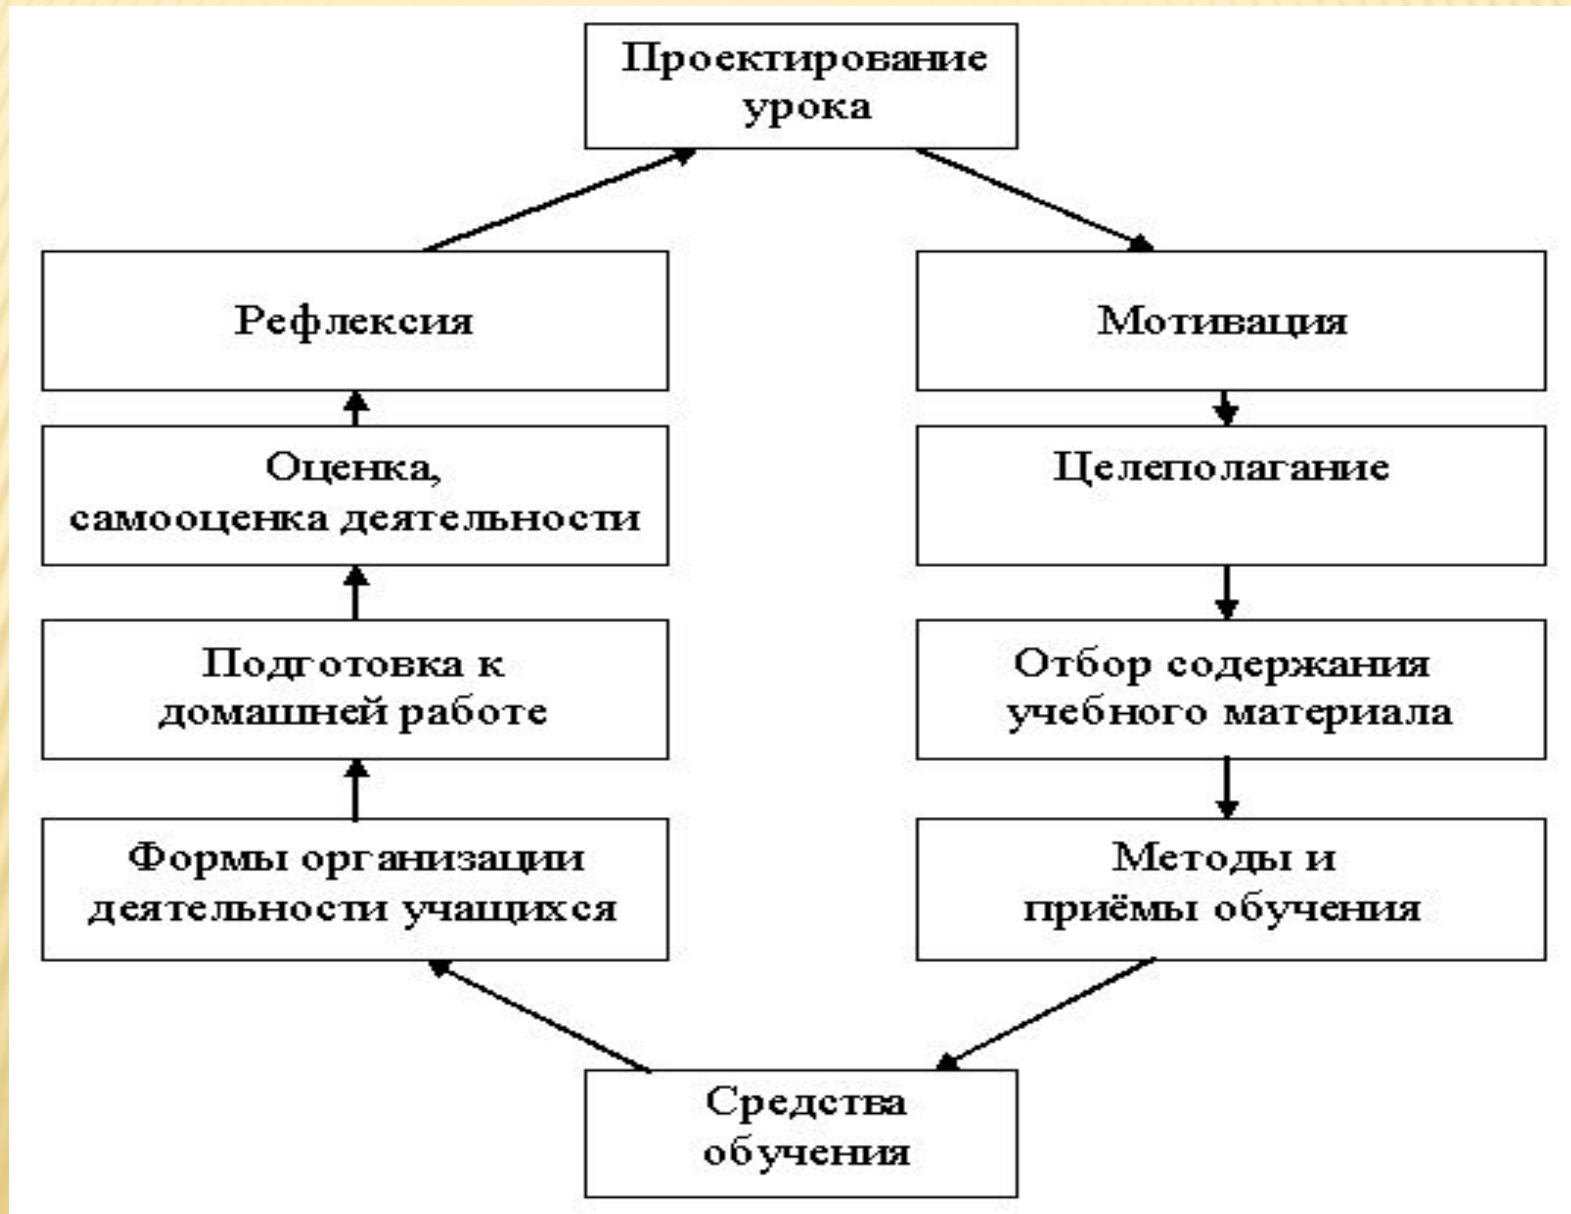 Проектирование
урока
Рефлексия
Мотивация
Оценка,
самооценка деятельности
Целеполагание
Подготовка к
домашней работе
Отбор содержания
учебного материала
Формы организации
деятельности учащихся
Методы и
приёмы обучения
Средства
обучения